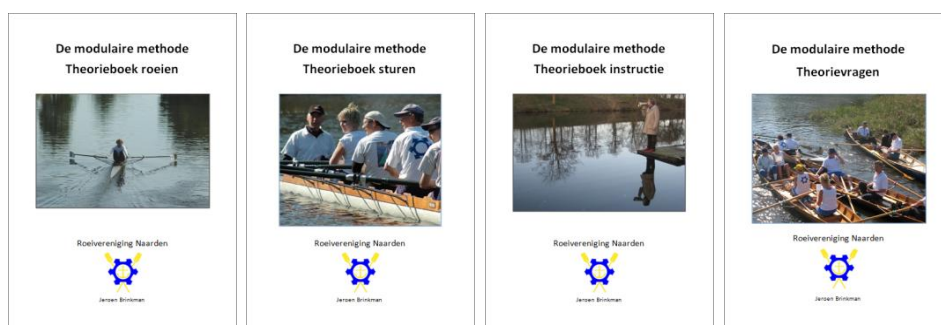 De modulaire methode
Theorieboek roeien
Roeivereniging Naarden
Jeroen Brinkman
De modulaire methode
Theorieboek sturen
Roeivereniging Naarden
Jeroen Brinkman
De modulaire methode
Theorieboek instructie
Roeivereniging Naarden
Jeroen Brinkman
De modulaire methode
Theorievragen
Roeivereniging Naarden
Jeroen Brinkman